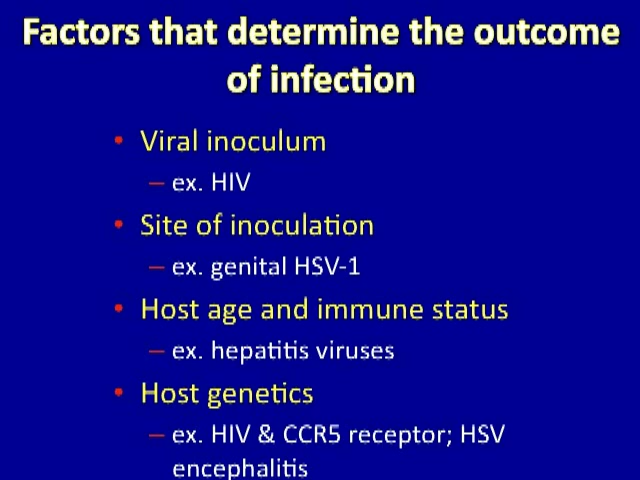 Factors that determine the outcome
of infection
• Viral inoculum
– ex. HIV
• Site of inoculation
– ex. genital HSV-1
• Host age and immune status
– ex. hepatitis viruses
• Host genetics
– ex. HIV & CCR5 receptor; HSV
encephalitis